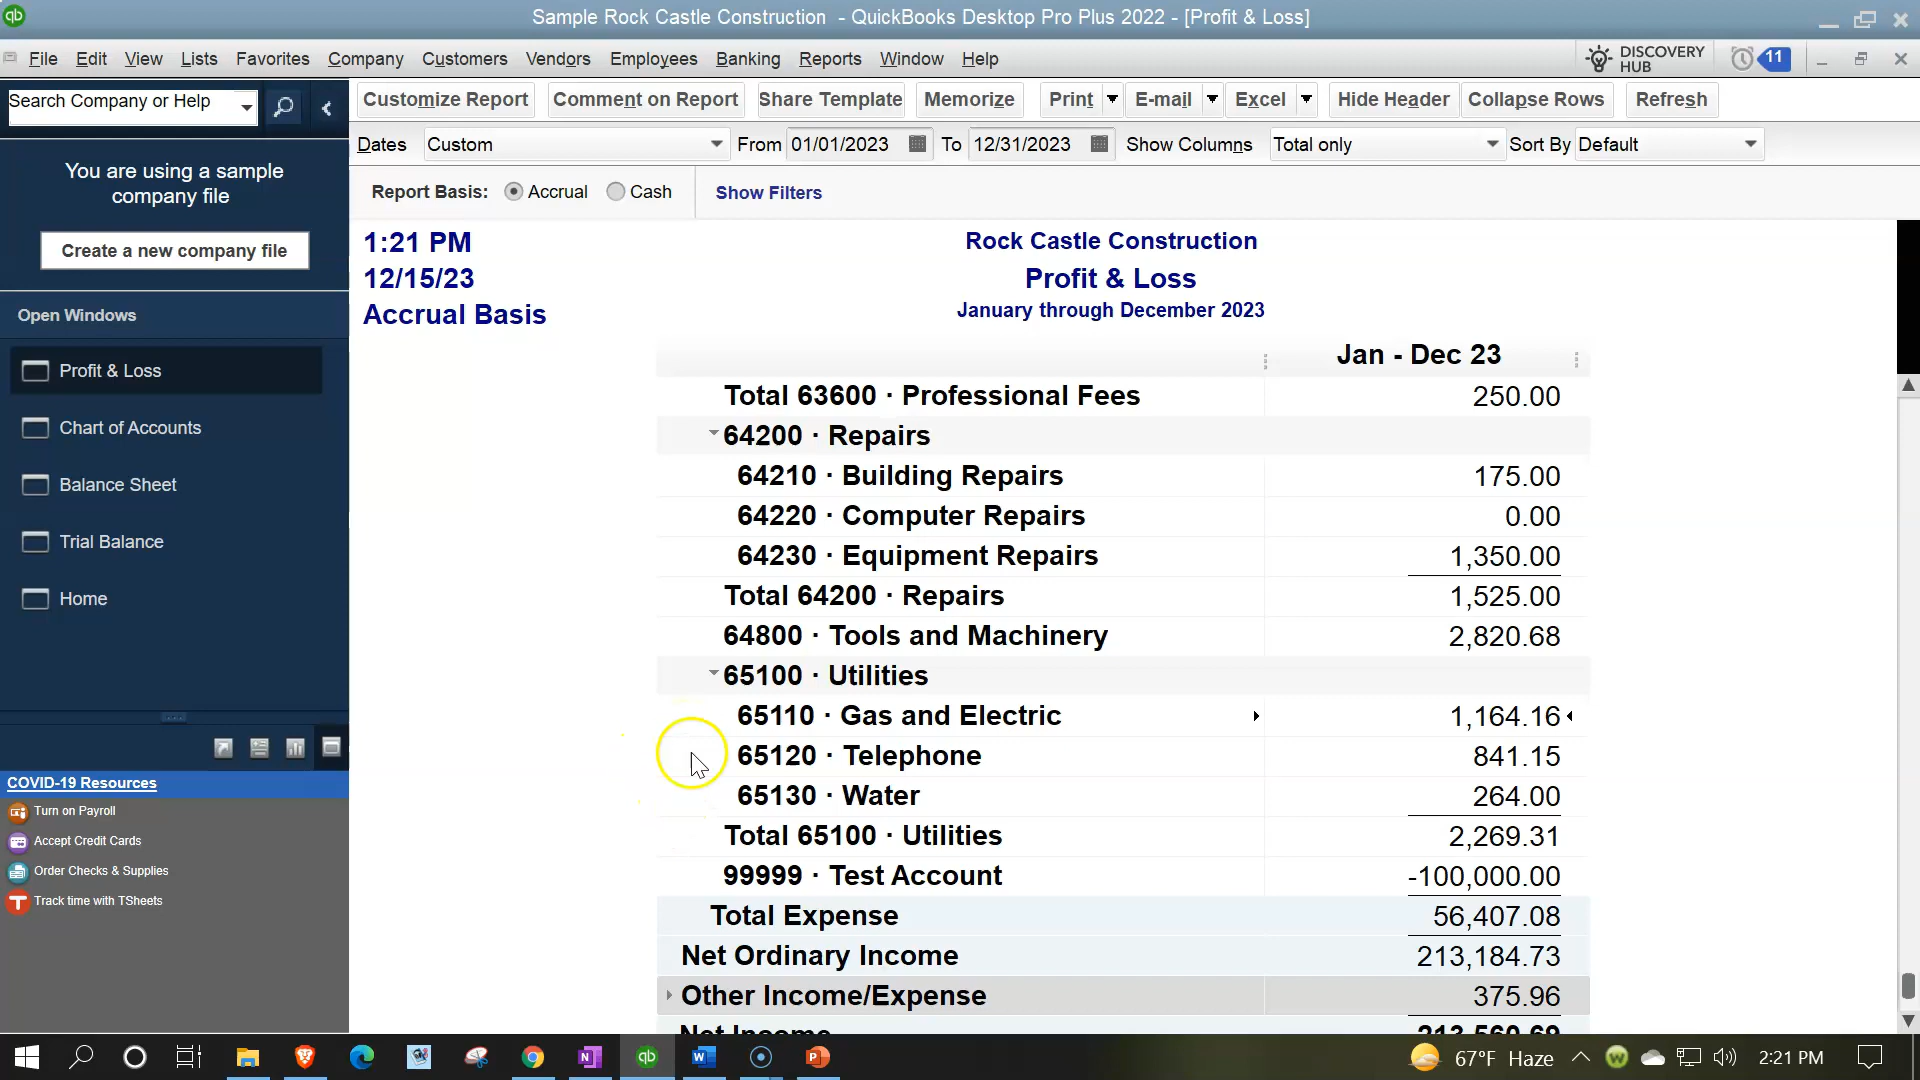 Sample Rock Castle Construction - QuickBooks Desktop Pro Plus 2022 - [Profit & Loss]
File Edit View Lists Favorites Company Customers Vendors Employees Banking Reports Window Help
DISCOVERY HUB
11
Search Company or Help
Customize Report Comment on Report Share Template Memorize Print E-mail Excel Hide Header Collapse Rows Refresh
Dates Custom From 01/01/2023 To 12/31/2023 Show Columns Total only Sort By Default
Report Basis: Accrual Cash Show Filters
You are using a sample
company file
Create a new company file
Open Windows
Profit & Loss
Chart of Accounts
Balance Sheet
Trial Balance
Home
COVID-19 Resources
Turn on Payroll
Accept Credit Cards
Order Checks & Supplies
Track time with TSheets
1:21 PM
12/15/23
Accrual Basis
Rock Castle Construction
Profit & Loss
January through December 2023
Jan - Dec 23
Total 63600 · Professional Fees 250.00
64200 · Repairs
64210 · Building Repairs 175.00
64220 · Computer Repairs 0.00
64230 · Equipment Repairs 1,350.00
Total 64200 · Repairs 1,525.00
64800 · Tools and Machinery 2,820.68
65100 · Utilities
65110 · Gas and Electric 1,164.16
65120 · Telephone 841.15
65130 · Water 264.00
Total 65100 · Utilities 2,269.31
99999 · Test Account -100,000.00
Total Expense 56,407.08
Net Ordinary Income 213,184.73
Other Income/Expense 375.96
Net Income 213,560.69
67°F Haze 2:21 PM